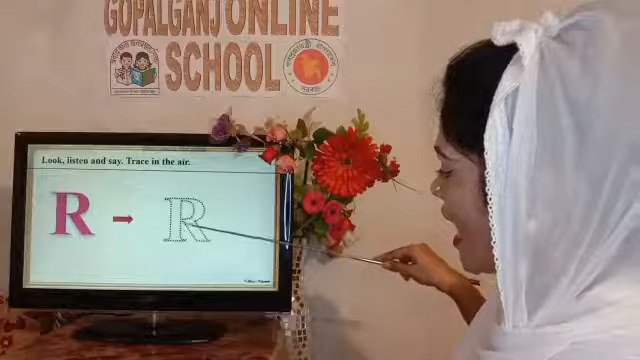 GOPALGANJ ONLINE
SCHOOL
Look, listen and say. Trace in the air.
R R